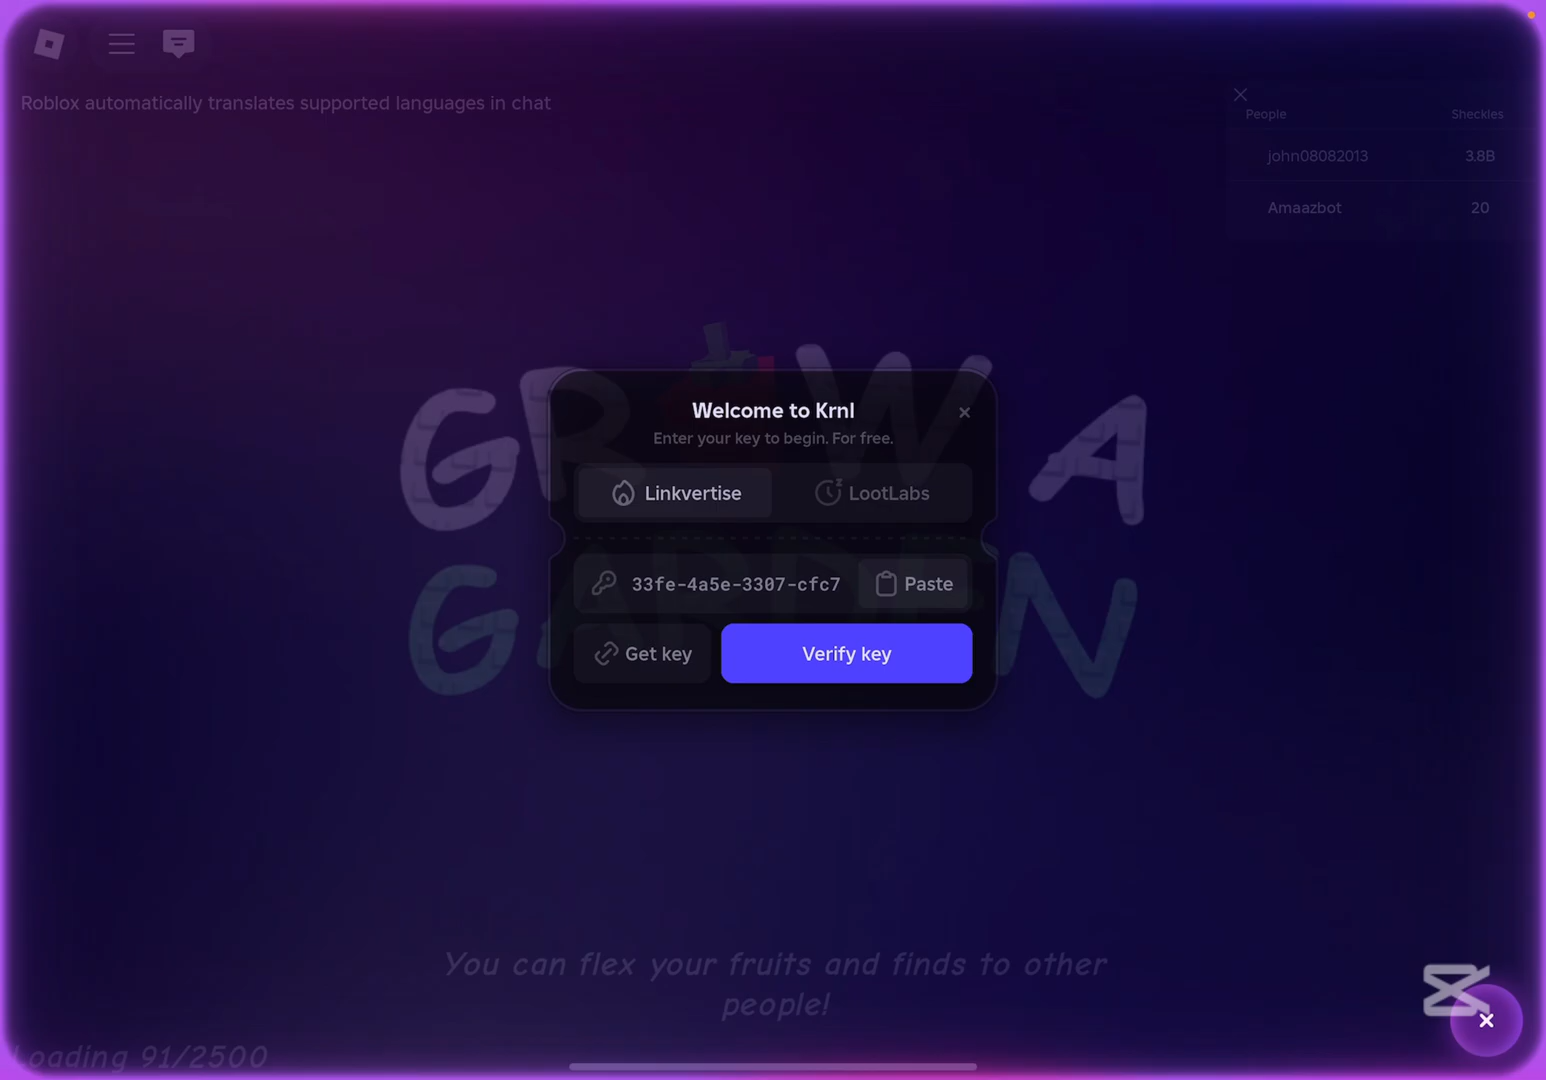 Roblox automatically translates supported languages in chat
People Sheckles
john08082013 3.8B
Amaazbot 20
GROW A
GARDEN
Welcome to Krnl
Enter your key to begin. For free.
Linkvertise LootLabs
33fe-4a5e-3307-cfc7 Paste
Get key Verify key
You can flex your fruits and finds to other
people!
Loading 91/2500